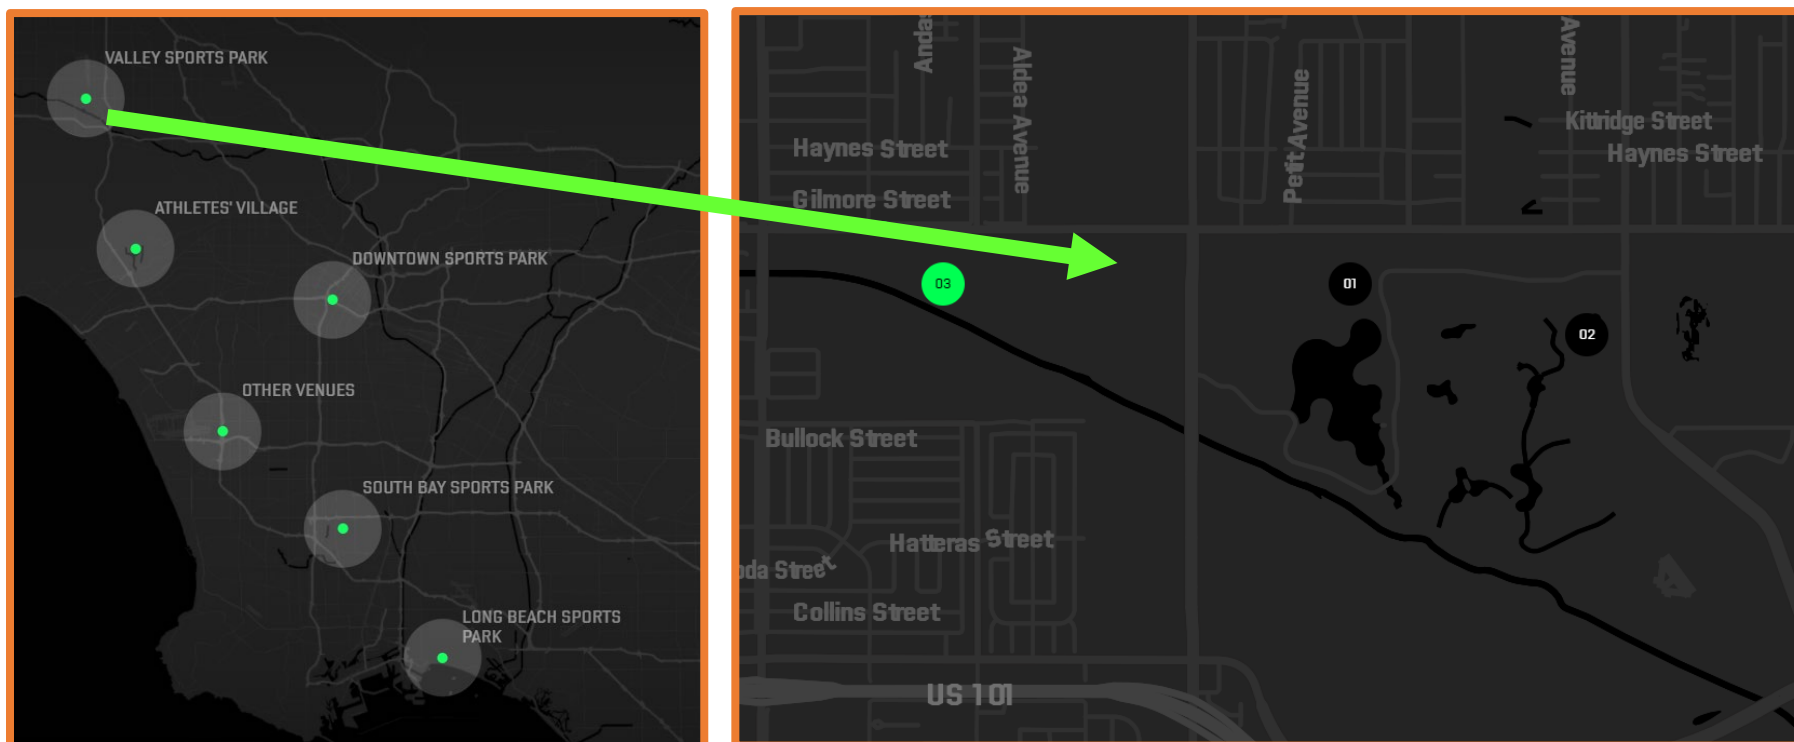 VALLEY SPORTS PARK
ATHLETES' VILLAGE
DOWNTOWN SPORTS PARK
OTHER VENUES
SOUTH BAY SPORTS PARK
LONG BEACH SPORTS
PARK
Aldea Avenue
Avenue
Petit Avenue
Kittridge Street
Haynes Street
Haynes Street
Gilmore Street
03
01
02
Bullock Street
Hatteras Street
oda Street
Collins Street
US 101